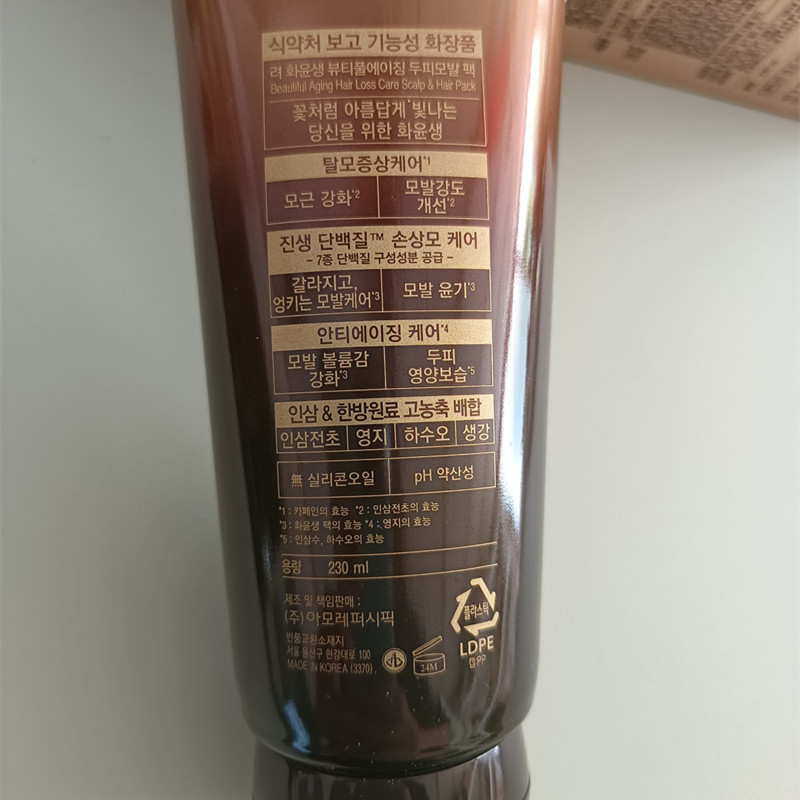 식약처 보고 기능성 화장품
려 화윤생 뷰티풀에이징 두피모발 팩
Beautiful Aging Hair Loss Care Scalp & Hair Pack
꽃처럼 아름답게 빛나는
당신을 위한 화윤생
탈모증상케어*1
모근 강화*2
모발강도
개선*2
진생 단백질™ 손상모 케어
– 7종 단백질 구성성분 공급 –
갈라지고,
엉키는 모발케어*3
모발 윤기*3
안티에이징 케어*4
모발 볼륨감
강화*3
두피
영양보습*5
인삼 & 한방원료 고농축 배합
인삼전초 영지 하수오 생강
無 실리콘오일 pH 약산성
*1 : 카페인의 효능 *2 : 인삼전초의 효능
*3 : 화윤생 팩의 효능 *4 : 영지의 효능
*5 : 인삼수, 하수오의 효능
용량 230 ml
제조 및 책임판매 :
(주)아모레퍼시픽
반품교환소재지
서울 용산구 한강대로 100
MADE IN KOREA (3370).
24M
플라스틱
LDPE
캡:PP